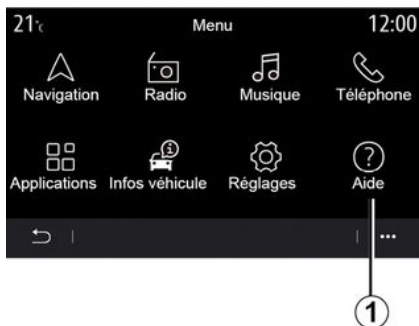 21°c Menu 12:00
Navigation Radio Musique Téléphone
Applications Infos véhicule Réglages Aide
1